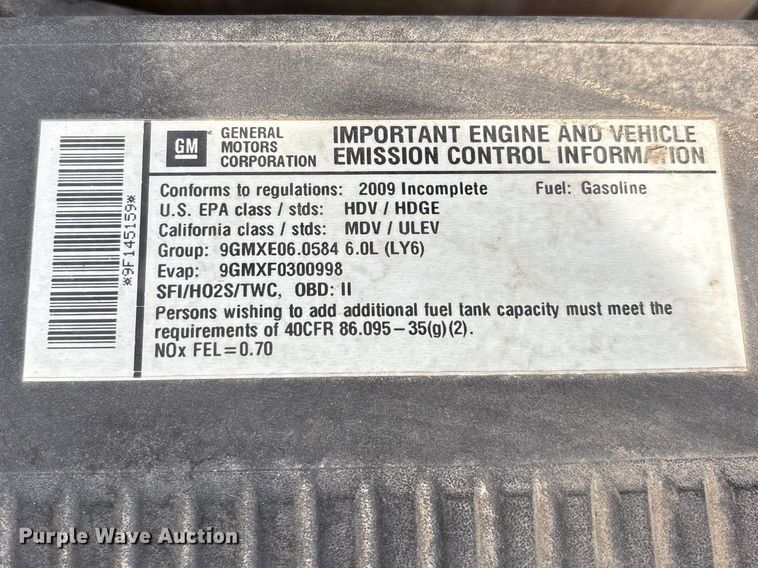 *9F145159*
GM
GENERAL
MOTORS
CORPORATION
IMPORTANT ENGINE AND VEHICLE
EMISSION CONTROL INFORMATION
Conforms to regulations: 2009 Incomplete Fuel: Gasoline
U.S. EPA class / stds: HDV / HDGE
California class / stds: MDV / ULEV
Group: 9GMXE06.0584 6.0L (LY6)
Evap: 9GMXF0300998
SFI/HO2S/TWC, OBD: II
Persons wishing to add additional fuel tank capacity must meet the
requirements of 40CFR 86.095-35(g)(2).
NOx FEL=0.70
Purple Wave Auction